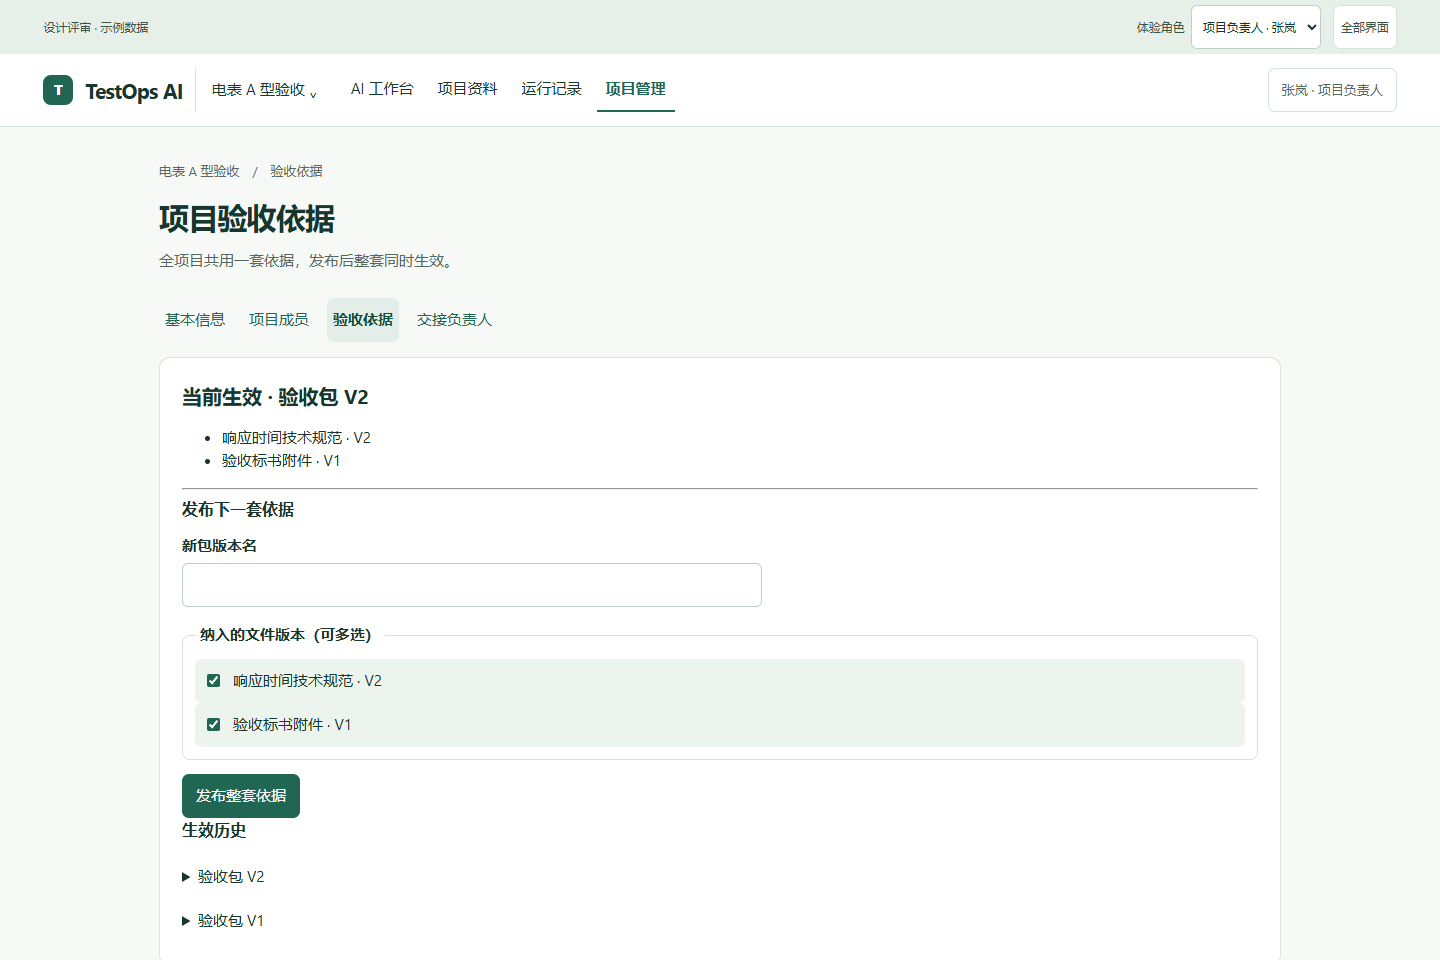 设计评审 · 示例数据
体验角色
项目负责人 · 张岚
全部界面
T
TestOps AI
电表 A 型验收
AI 工作台
项目资料
运行记录
项目管理
张岚 · 项目负责人
电表 A 型验收 / 验收依据
项目验收依据
全项目共用一套依据，发布后整套同时生效。
基本信息
项目成员
验收依据
交接负责人
当前生效 · 验收包 V2
响应时间技术规范 · V2
验收标书附件 · V1
发布下一套依据
新包版本名
纳入的文件版本（可多选）
响应时间技术规范 · V2
验收标书附件 · V1
发布整套依据
生效历史
验收包 V2
验收包 V1